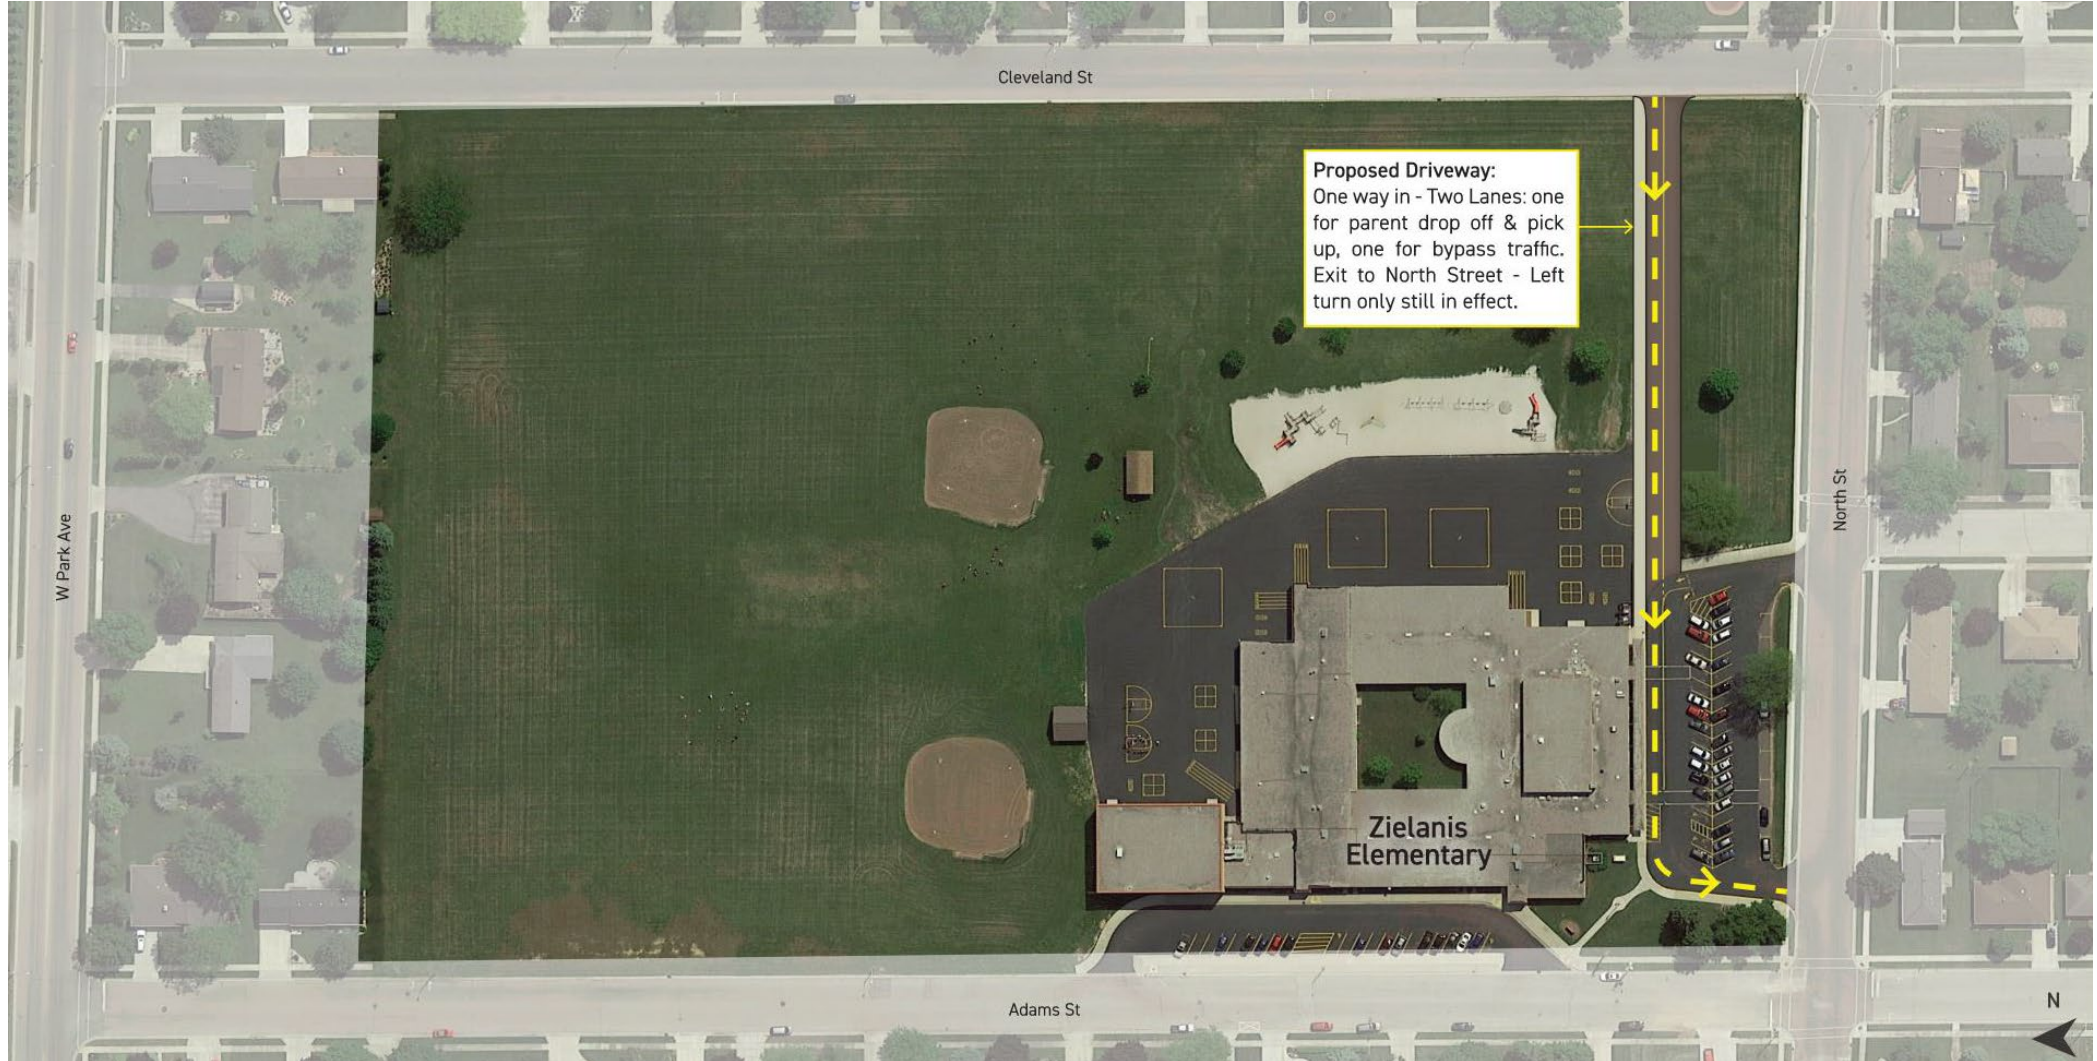 Cleveland St
Proposed Driveway:
One way in - Two Lanes: one
for parent drop off & pick
up, one for bypass traffic.
Exit to North Street - Left
turn only still in effect.
W Park Ave
North St
Zielanis
Elementary
Adams St
N